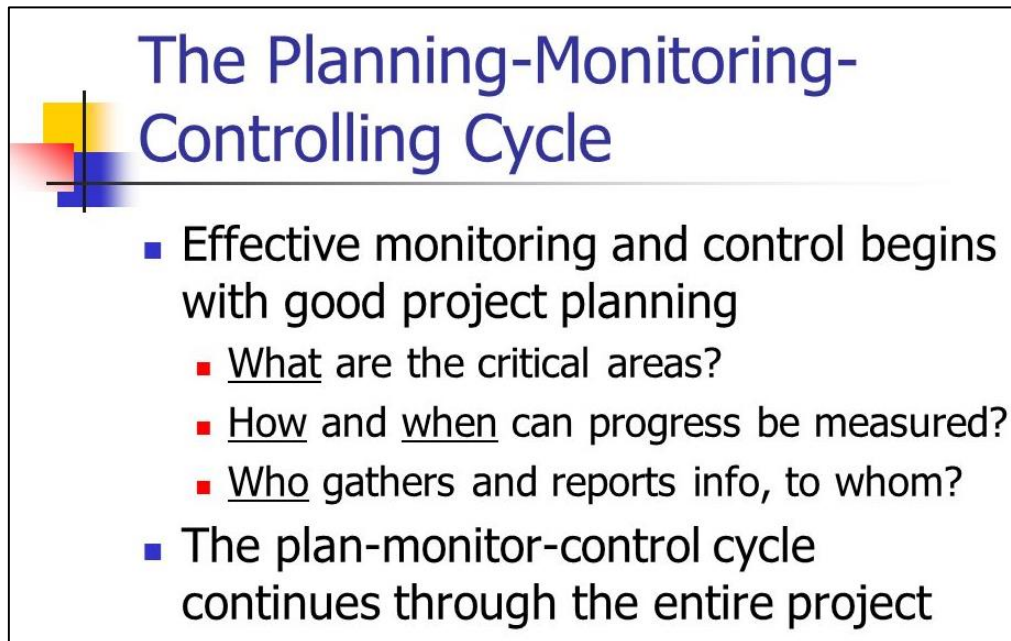 The Planning-Monitoring-
Controlling Cycle
Effective monitoring and control begins
with good project planning
What are the critical areas?
How and when can progress be measured?
Who gathers and reports info, to whom?
The plan-monitor-control cycle
continues through the entire project